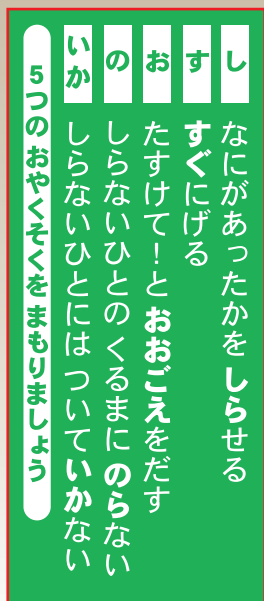 し なにがあったかを しらせる
す すぐにげる
お たすけて！と おおごえをだす
の しらないひとのくるまに のらない
いか しらないひとには ついていかない
5つの おやくそくを まもりましょう